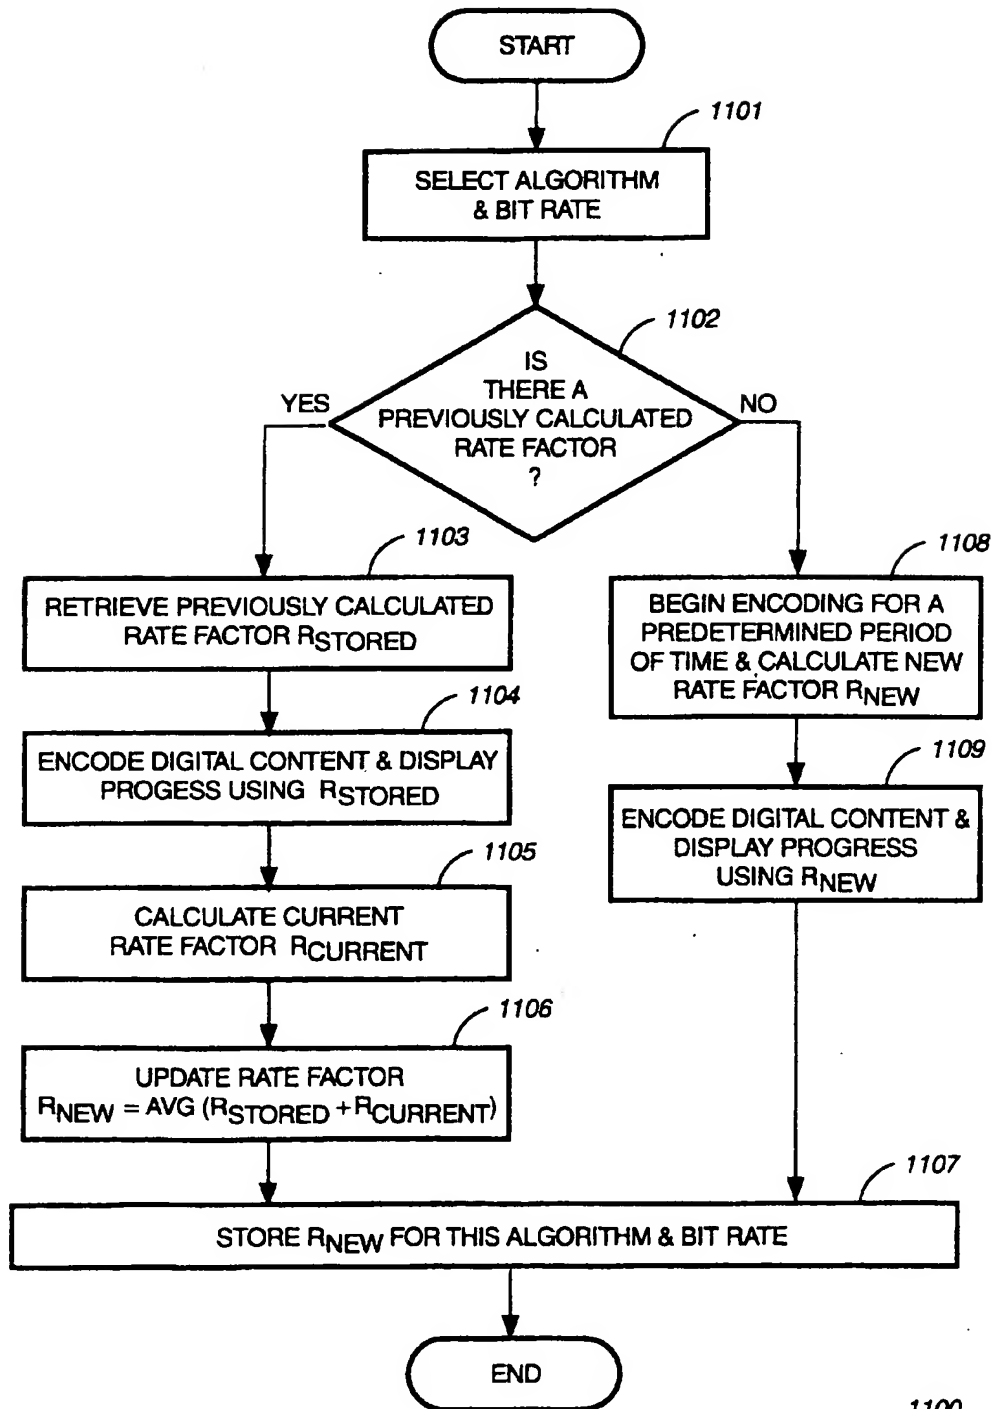 START
1101
SELECT ALGORITHM
& BIT RATE
1102
IS
THERE A
PREVIOUSLY CALCULATED
RATE FACTOR
?
YES
NO
1103
RETRIEVE PREVIOUSLY CALCULATED
RATE FACTOR RSTORED
1104
ENCODE DIGITAL CONTENT & DISPLAY
PROGESS USING RSTORED
1105
CALCULATE CURRENT
RATE FACTOR RCURRENT
1106
UPDATE RATE FACTOR
RNEW = AVG (RSTORED + RCURRENT)
1108
BEGIN ENCODING FOR A
PREDETERMINED PERIOD
OF TIME & CALCULATE NEW
RATE FACTOR RNEW
1109
ENCODE DIGITAL CONTENT &
DISPLAY PROGRESS
USING RNEW
1107
STORE RNEW FOR THIS ALGORITHM & BIT RATE
END
1100